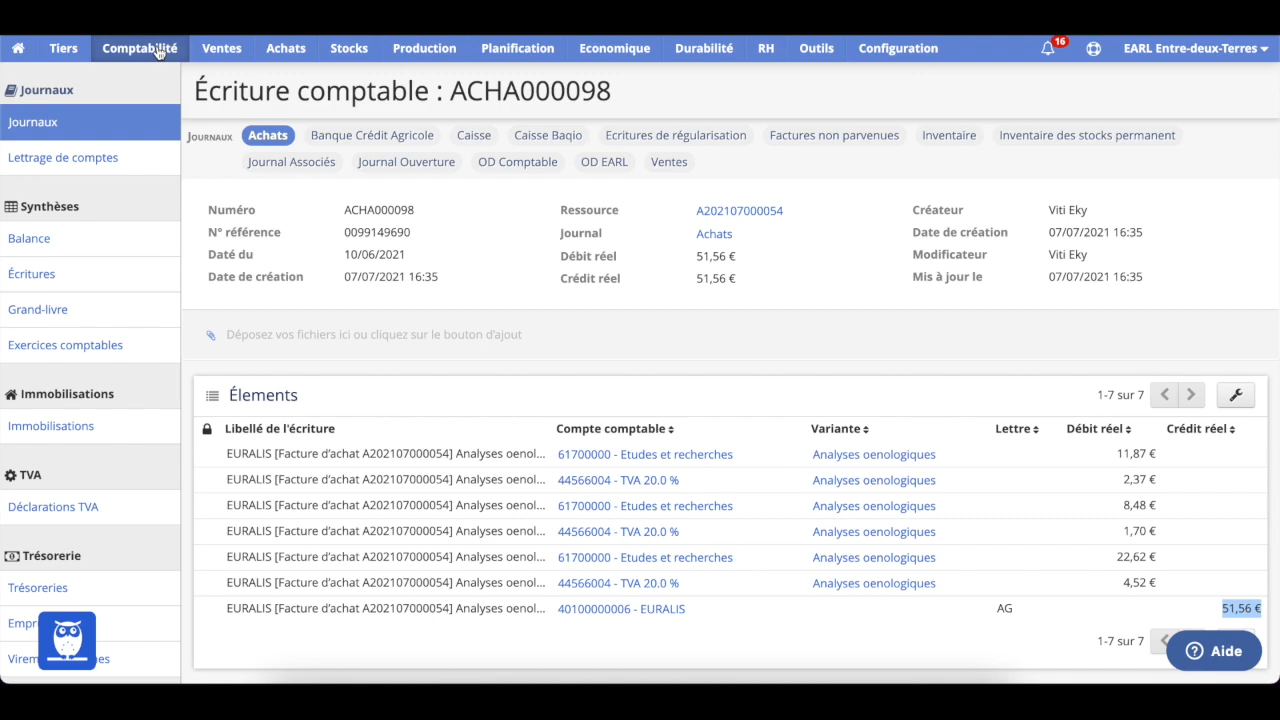 Tiers Comptabilité Ventes Achats Stocks Production Planification Economique Durabilité RH Outils Configuration 16 EARL Entre-deux-Terres
Journaux
Journaux
Lettrage de comptes
Synthèses
Balance
Écritures
Grand-livre
Exercices comptables
Immobilisations
Immobilisations
TVA
Déclarations TVA
Trésorerie
Trésoreries
Empr
Virem es
Écriture comptable : ACHA000098
Journaux Achats Banque Crédit Agricole Caisse Caisse Baqio Ecritures de régularisation Factures non parvenues Inventaire Inventaire des stocks permanent
Journal Associés Journal Ouverture OD Comptable OD EARL Ventes
Numéro ACHA000098 Ressource A202107000054 Créateur Viti Eky
N° référence 0099149690 Journal Achats Date de création 07/07/2021 16:35
Daté du 10/06/2021 Débit réel 51,56 € Modificateur Viti Eky
Date de création 07/07/2021 16:35 Crédit réel 51,56 € Mis à jour le 07/07/2021 16:35
Déposez vos fichiers ici ou cliquez sur le bouton d'ajout
Élements 1-7 sur 7
Libellé de l'écriture Compte comptable Variante Lettre Débit réel Crédit réel
EURALIS [Facture d'achat A202107000054] Analyses oenol... 61700000 - Etudes et recherches Analyses oenologiques 11,87 €
EURALIS [Facture d'achat A202107000054] Analyses oenol... 44566004 - TVA 20.0 % Analyses oenologiques 2,37 €
EURALIS [Facture d'achat A202107000054] Analyses oenol... 61700000 - Etudes et recherches Analyses oenologiques 8,48 €
EURALIS [Facture d'achat A202107000054] Analyses oenol... 44566004 - TVA 20.0 % Analyses oenologiques 1,70 €
EURALIS [Facture d'achat A202107000054] Analyses oenol... 61700000 - Etudes et recherches Analyses oenologiques 22,62 €
EURALIS [Facture d'achat A202107000054] Analyses oenol... 44566004 - TVA 20.0 % Analyses oenologiques 4,52 €
EURALIS [Facture d'achat A202107000054] Analyses oenol... 40100000006 - EURALIS AG 51,56 €
1-7 sur 7
Aide